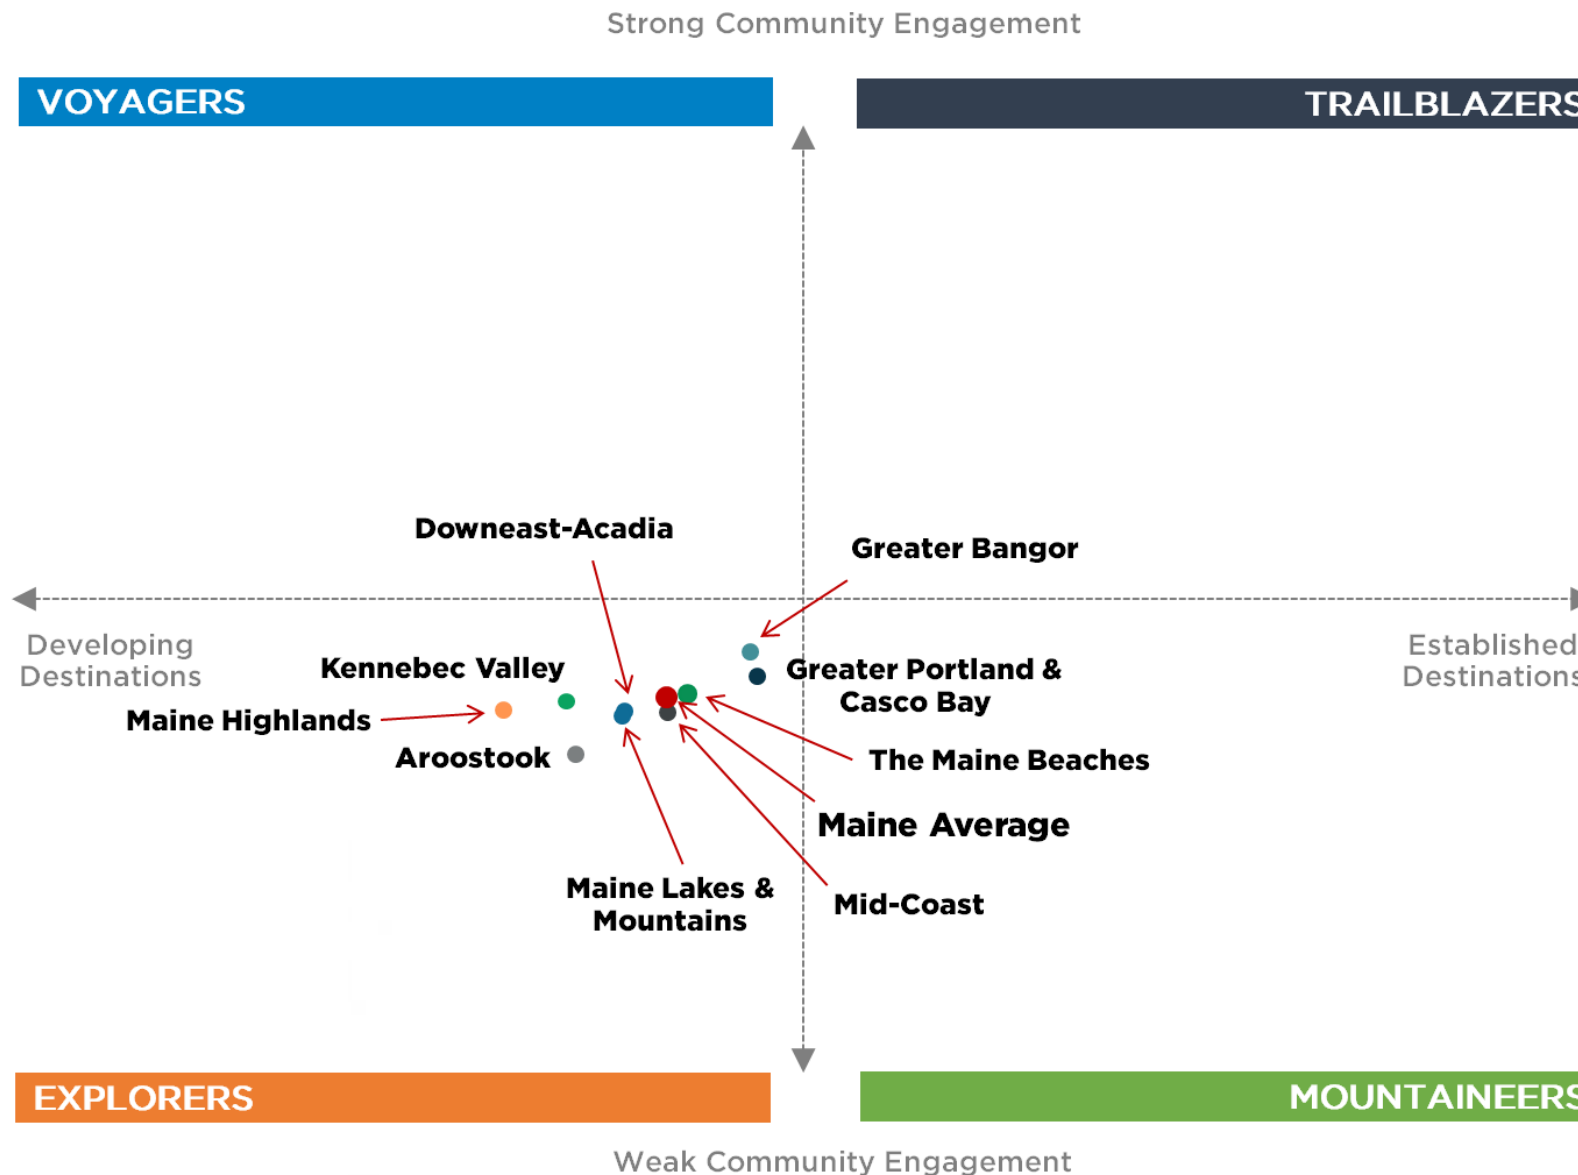 Strong Community Engagement
VOYAGERS
TRAILBLAZERS
Downeast-Acadia
Greater Bangor
Developing
Destinations
Established
Destinations
Kennebec Valley
Greater Portland &
Casco Bay
Maine Highlands
Aroostook
The Maine Beaches
Maine Average
Maine Lakes &
Mountains
Mid-Coast
EXPLORERS
MOUNTAINEERS
Weak Community Engagement